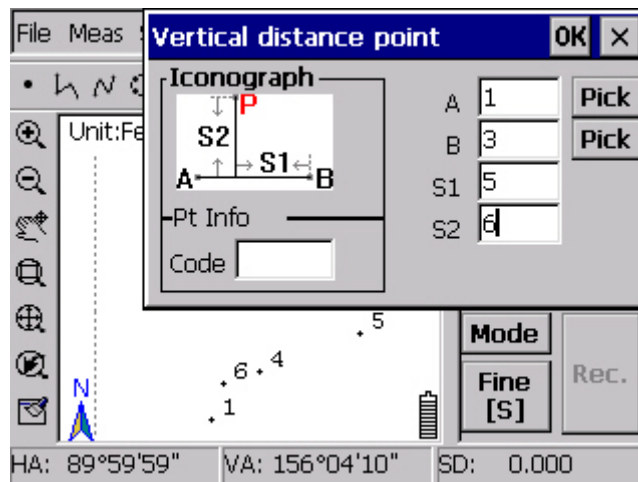 File Meas
Vertical distance point OK ×
Iconograph
P
S2
S1
A B
Pt Info
Code
A 1 Pick
B 3 Pick
S1 5
S2 6
Unit:Fe
5
6 4
1
N
Mode
Fine
[S]
Rec.
HA: 89°59'59" VA: 156°04'10" SD: 0.000